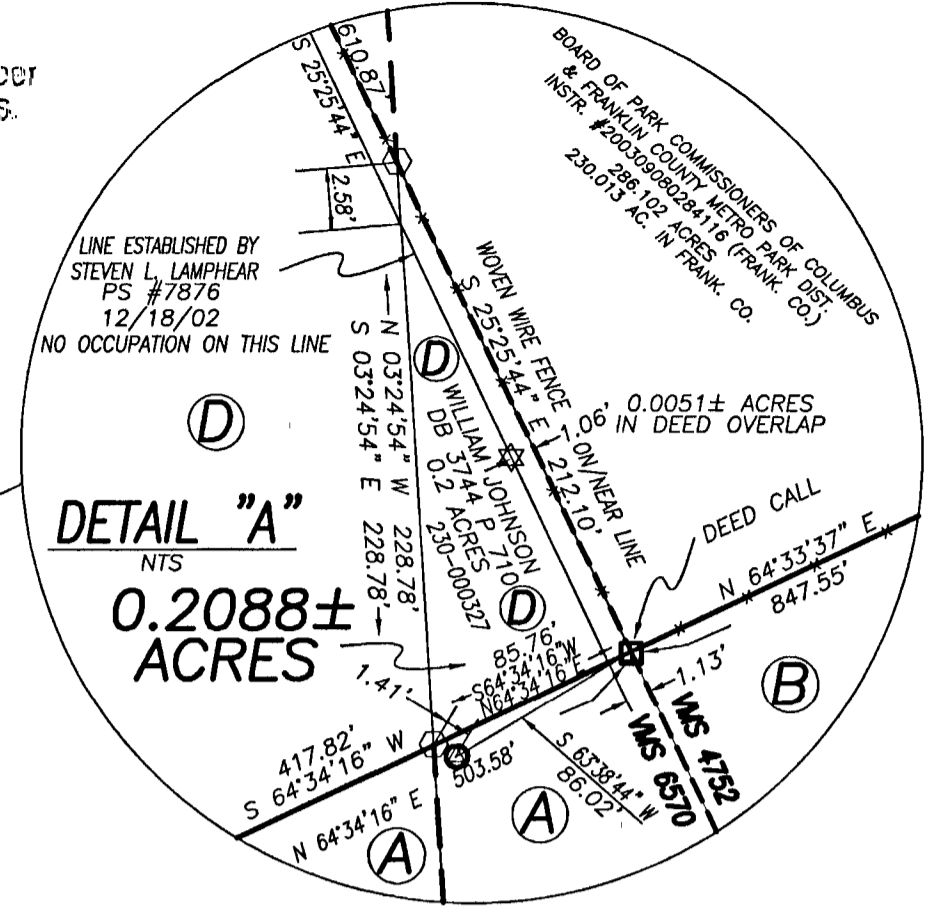 610.87'
S 25°25'44" E
2.58'
BOARD OF PARK COMMISSIONERS OF COLUMBUS
& FRANKLIN COUNTY METRO PARK DIST.
INSTR. #200309080284116 (FRANK. CO.)
286.102 ACRES
230.013 AC. IN FRANK. CO.
LINE ESTABLISHED BY
STEVEN L. LAMPHEAR
PS #7876
12/18/02
NO OCCUPATION ON THIS LINE
WOVEN WIRE FENCE 1.06' ON/NEAR LINE
S 25°25'44" E 212.10'
0.0051± ACRES
IN DEED OVERLAP
DEED CALL
D
D
N 03°24'54" W 228.78'
S 03°24'54" E 228.78'
WILLIAM JOHNSON
DB 3744 P 710
0.2 ACRES
230-000327
D
DETAIL "A"
NTS
0.2088±
ACRES
N 64°33'37" E
847.55'
85.76'
S64°34'16"W
N64°34'16"E
1.41'
1.13'
B
VMS 4752
VMS 6570
417.82'
S 64°34'16" W
503.58'
N 64°34'16" E
S 63°38'44" W
86.02'
A
A